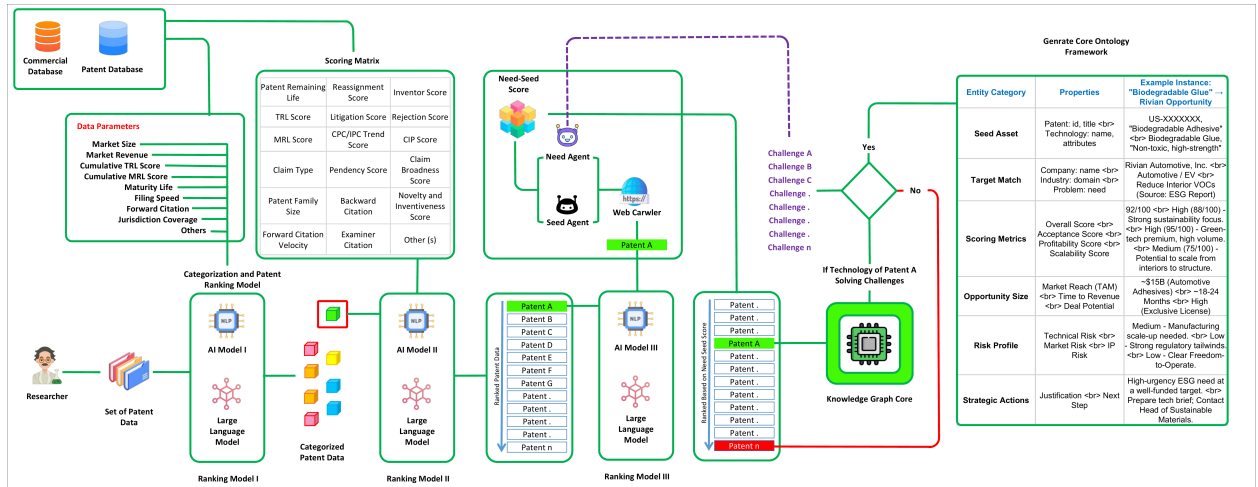 Commercial
Database
Patent Database
Data Parameters
Market Size
Market Revenue
Cumulative TRL Score
Cumulative MRL Score
Maturity Life
Filing Speed
Forward Citation
Jurisdiction Coverage
Others
Scoring Matrix
Patent Remaining
Life
Reassignment
Score
Inventor Score
TRL Score
Litigation Score
Rejection Score
MRL Score
CPC/IPC Trend
Score
CIP Score
Claim Type
Pendency Score
Claim
Broadness
Score
Patent Family
Size
Backward
Citation
Novelty and
Inventiveness
Score
Forward Citation
Velocity
Examiner
Citation
Other (s)
Need-Seed
Score
Need Agent
Seed Agent
https://
Web Carwler
Patent A
Challenge A
Challenge B
Challenge C
Challenge .
Challenge .
Challenge .
Challenge .
Challenge n
Yes
No
If Technology of Patent A
Solving Challenges
Knowledge Graph Core
Researcher
Set of Patent
Data
Categorization and Patent
Ranking Model
NLP
AI Model I
Large
Language
Model
Ranking Model I
Categorized
Patent Data
NLP
AI Model II
Large
Language
Model
Ranking Model II
Ranked Patent Data
Patent A
Patent B
Patent C
Patent D
Patent E
Patent F
Patent G
Patent .
Patent .
Patent .
Patent .
Patent n
NLP
AI Model III
Large
Language
Model
Ranking Model III
Ranked Based on Need Seed Score
Patent .
Patent .
Patent .
Patent A
Patent .
Patent .
Patent .
Patent .
Patent .
Patent .
Patent .
Patent n
Genrate Core Ontology
Framework
Entity Category
Properties
Example Instance:
"Biodegradable Glue" →
Rivian Opportunity
Seed Asset
Patent: id, title <br>
Technology: name,
attributes
US-XXXXXXX,
"Biodegradable Adhesive"
<br> Biodegradable Glue,
"Non-toxic, high-strength"
Target Match
Company: name <br>
Industry: domain <br>
Problem: need
Rivian Automotive, Inc. <br>
Automotive / EV <br>
Reduce Interior VOCs
(Source: ESG Report)
Scoring Metrics
Overall Score <br>
Acceptance Score <br>
Profitability Score <br>
Scalability Score
92/100 <br> High (88/100) -
Strong sustainability focus.
<br> High (95/100) - Green-
tech premium, high volume.
<br> Medium (75/100) -
Potential to scale from
interiors to structure.
Opportunity Size
Market Reach (TAM)
<br> Time to Revenue
<br> Deal Potential
~$15B (Automotive
Adhesives) <br> ~18-24
Months <br> High
(Exclusive License)
Risk Profile
Technical Risk <br>
Market Risk <br> IP
Risk
Medium - Manufacturing
scale-up needed. <br> Low
- Strong regulatory tailwinds.
<br> Low - Clear Freedom-
to-Operate.
Strategic Actions
Justification <br> Next
Step
High-urgency ESG need at
a well-funded target. <br>
Prepare tech brief; Contact
Head of Sustainable
Materials.